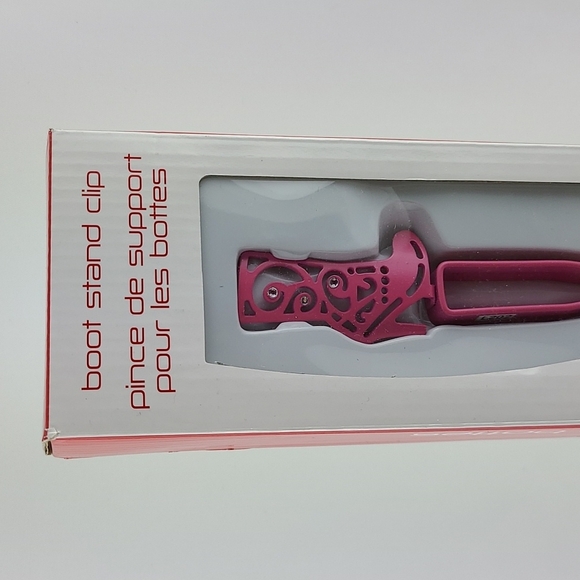 boot stand clip
pince de support
pour les bottes